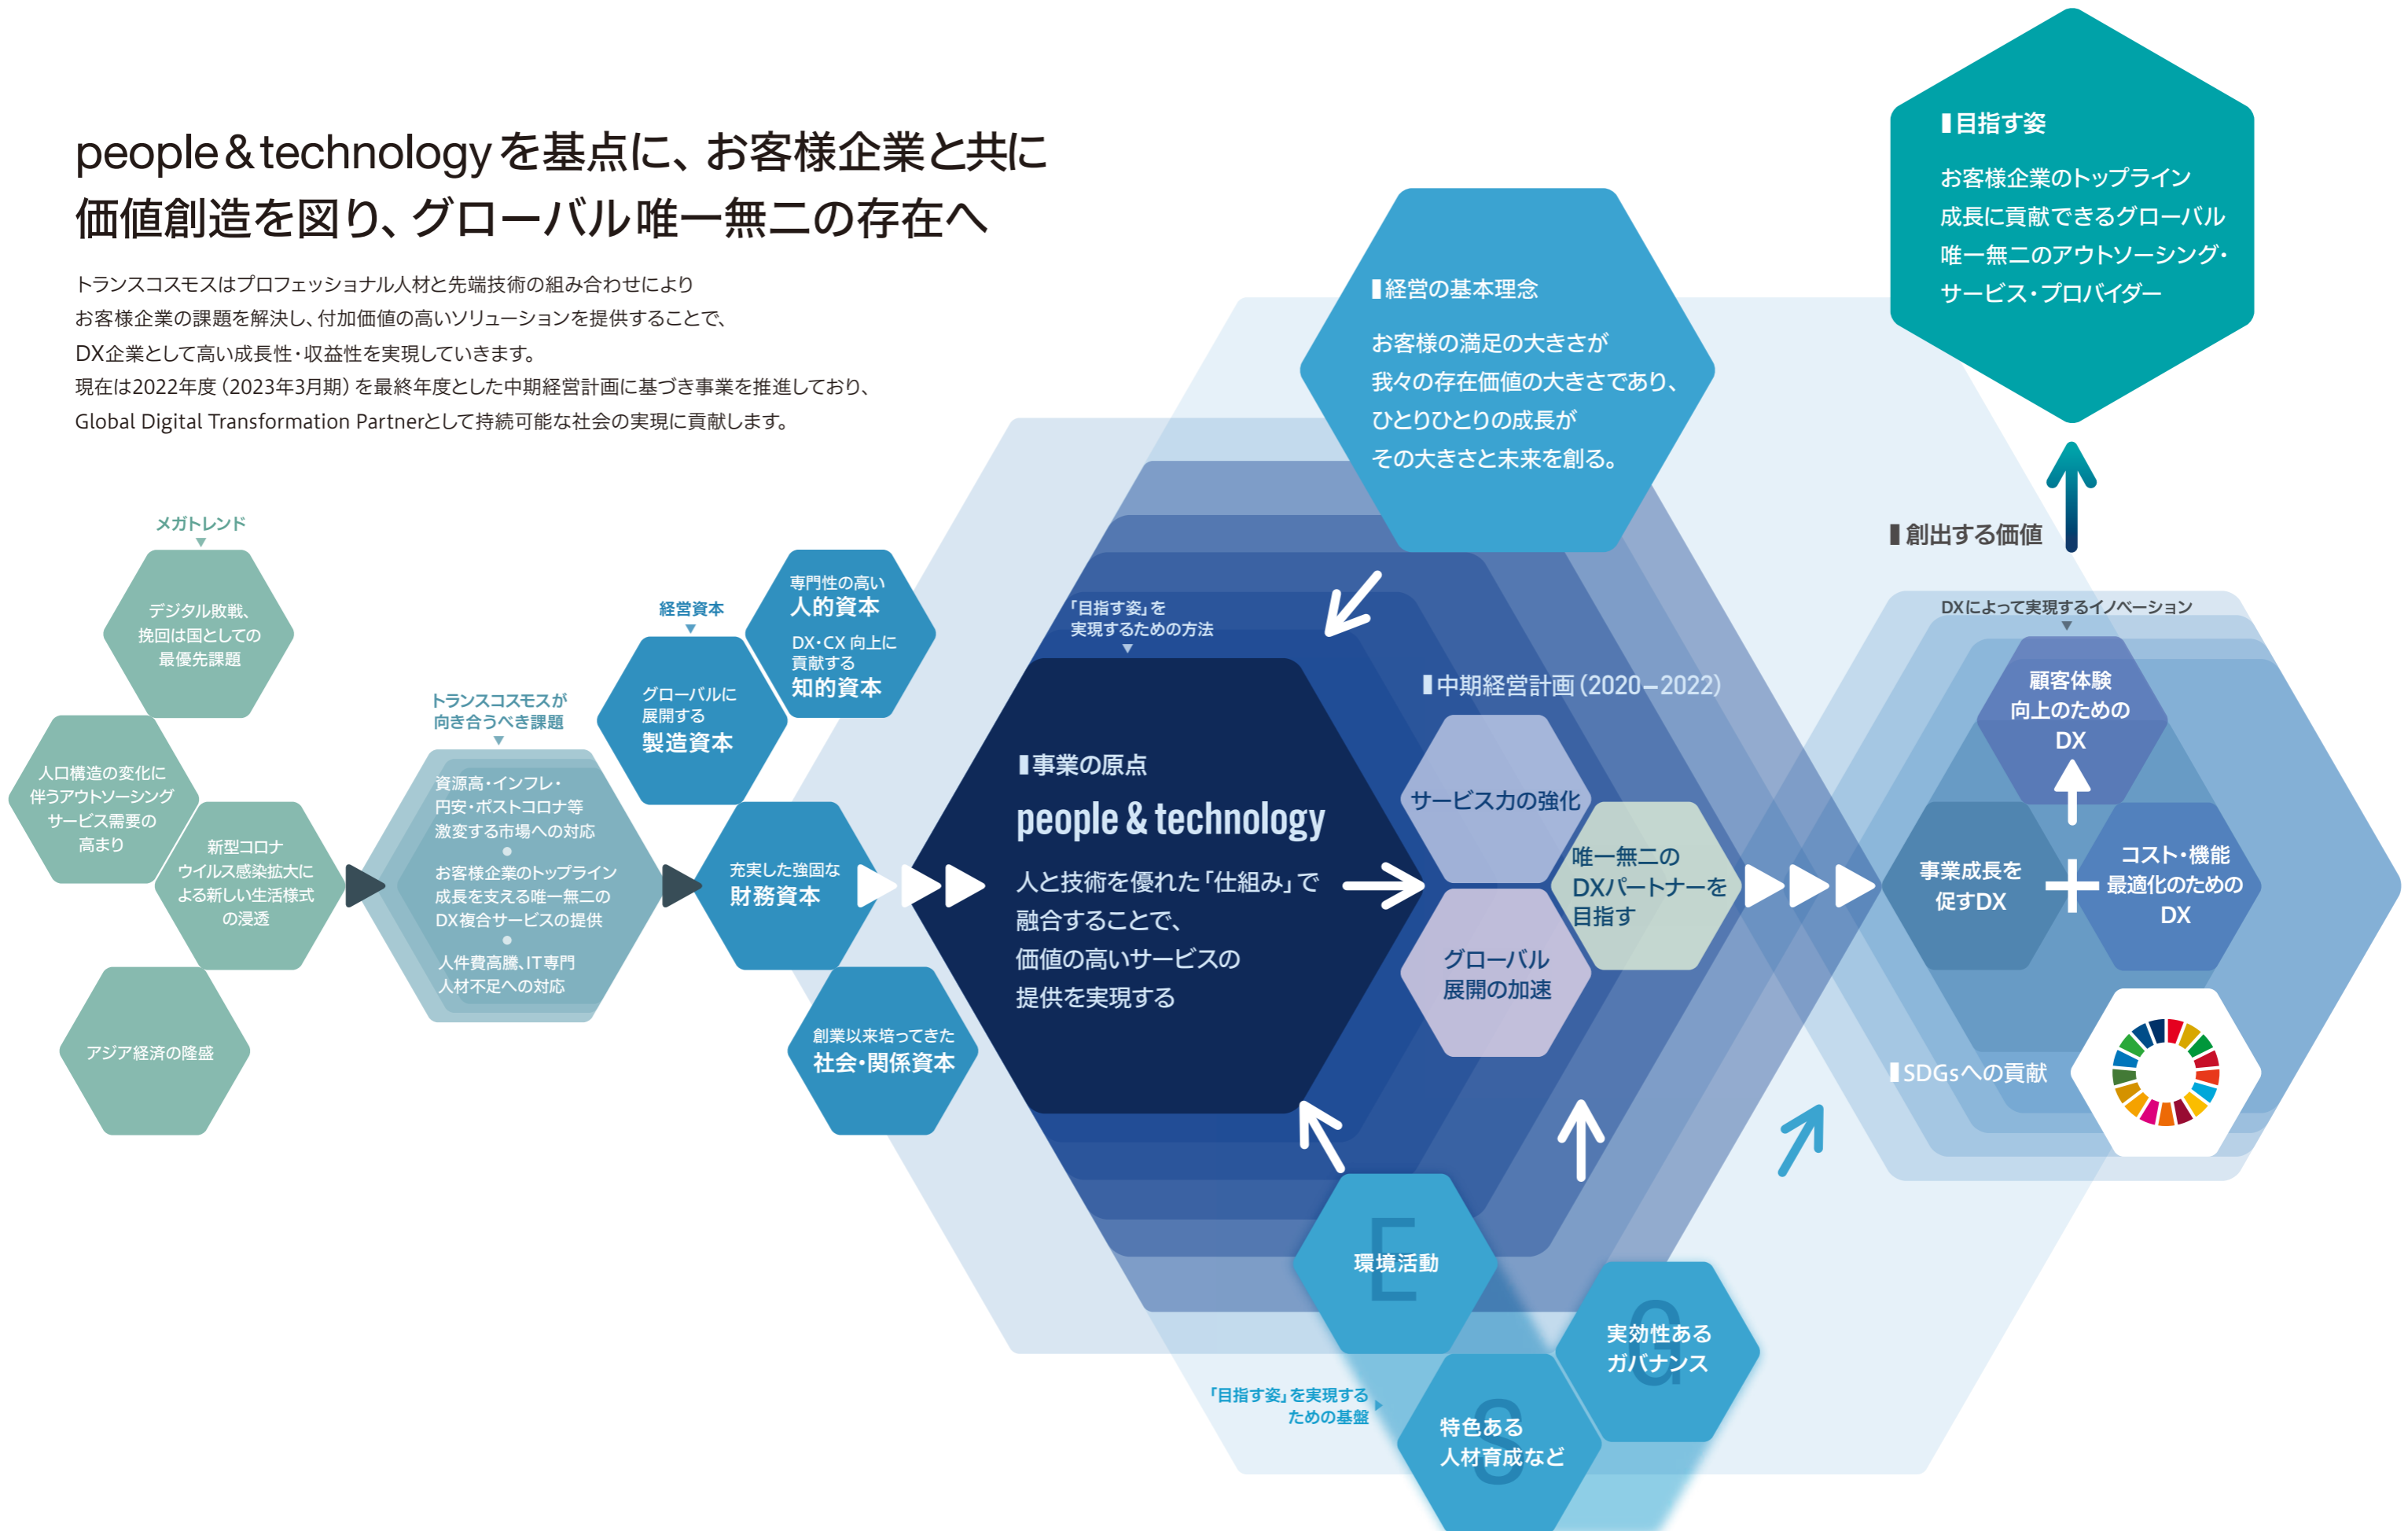 people&technologyを基点に、お客様企業と共に
価値創造を図り、グローバル唯一無二の存在へ
トランスコスモスはプロフェッショナル人材と先端技術の組み合わせにより
お客様企業の課題を解決し、付加価値の高いソリューションを提供することで、
DX企業として高い成長性・収益性を実現していきます。
現在は2022年度(2023年3月期)を最終年度とした中期経営計画に基づき事業を推進しており、
Global Digital Transformation Partnerとして持続可能な社会の実現に貢献します。
メガトレンド
デジタル敗戦、
挽回は国としての
最優先課題
人口構造の変化に
伴うアウトソーシング
サービス需要の
高まり
新型コロナ
ウイルス感染拡大に
よる新しい生活様式
の浸透
アジア経済の隆盛
トランスコスモスが
向き合うべき課題
資源高・インフレ・
円安・ポストコロナ等
激変する市場への対応
お客様企業のトップライン
成長を支える唯一無二の
DX複合サービスの提供
人件費高騰、IT専門
人材不足への対応
経営資本
専門性の高い
人的資本
DX・CX 向上に
貢献する
知的資本
グローバルに
展開する
製造資本
充実した強固な
財務資本
創業以来培ってきた
社会・関係資本
「目指す姿」を
実現するための方法
事業の原点
people & technology
人と技術を優れた「仕組み」で
融合することで、
価値の高いサービスの
提供を実現する
経営の基本理念
お客様の満足の大きさが
我々の存在価値の大きさであり、
ひとりひとりの成長が
その大きさと未来を創る。
中期経営計画(2020–2022)
サービス力の強化
唯一無二の
DXパートナーを
目指す
グローバル
展開の加速
「目指す姿」を実現する
ための基盤
E
環境活動
S
特色ある
人材育成など
G
実効性ある
ガバナンス
目指す姿
お客様企業のトップライン
成長に貢献できるグローバル
唯一無二のアウトソーシング・
サービス・プロバイダー
創出する価値
DXによって実現するイノベーション
顧客体験
向上のための
DX
事業成長を
促すDX
コスト・機能
最適化のための
DX
SDGsへの貢献